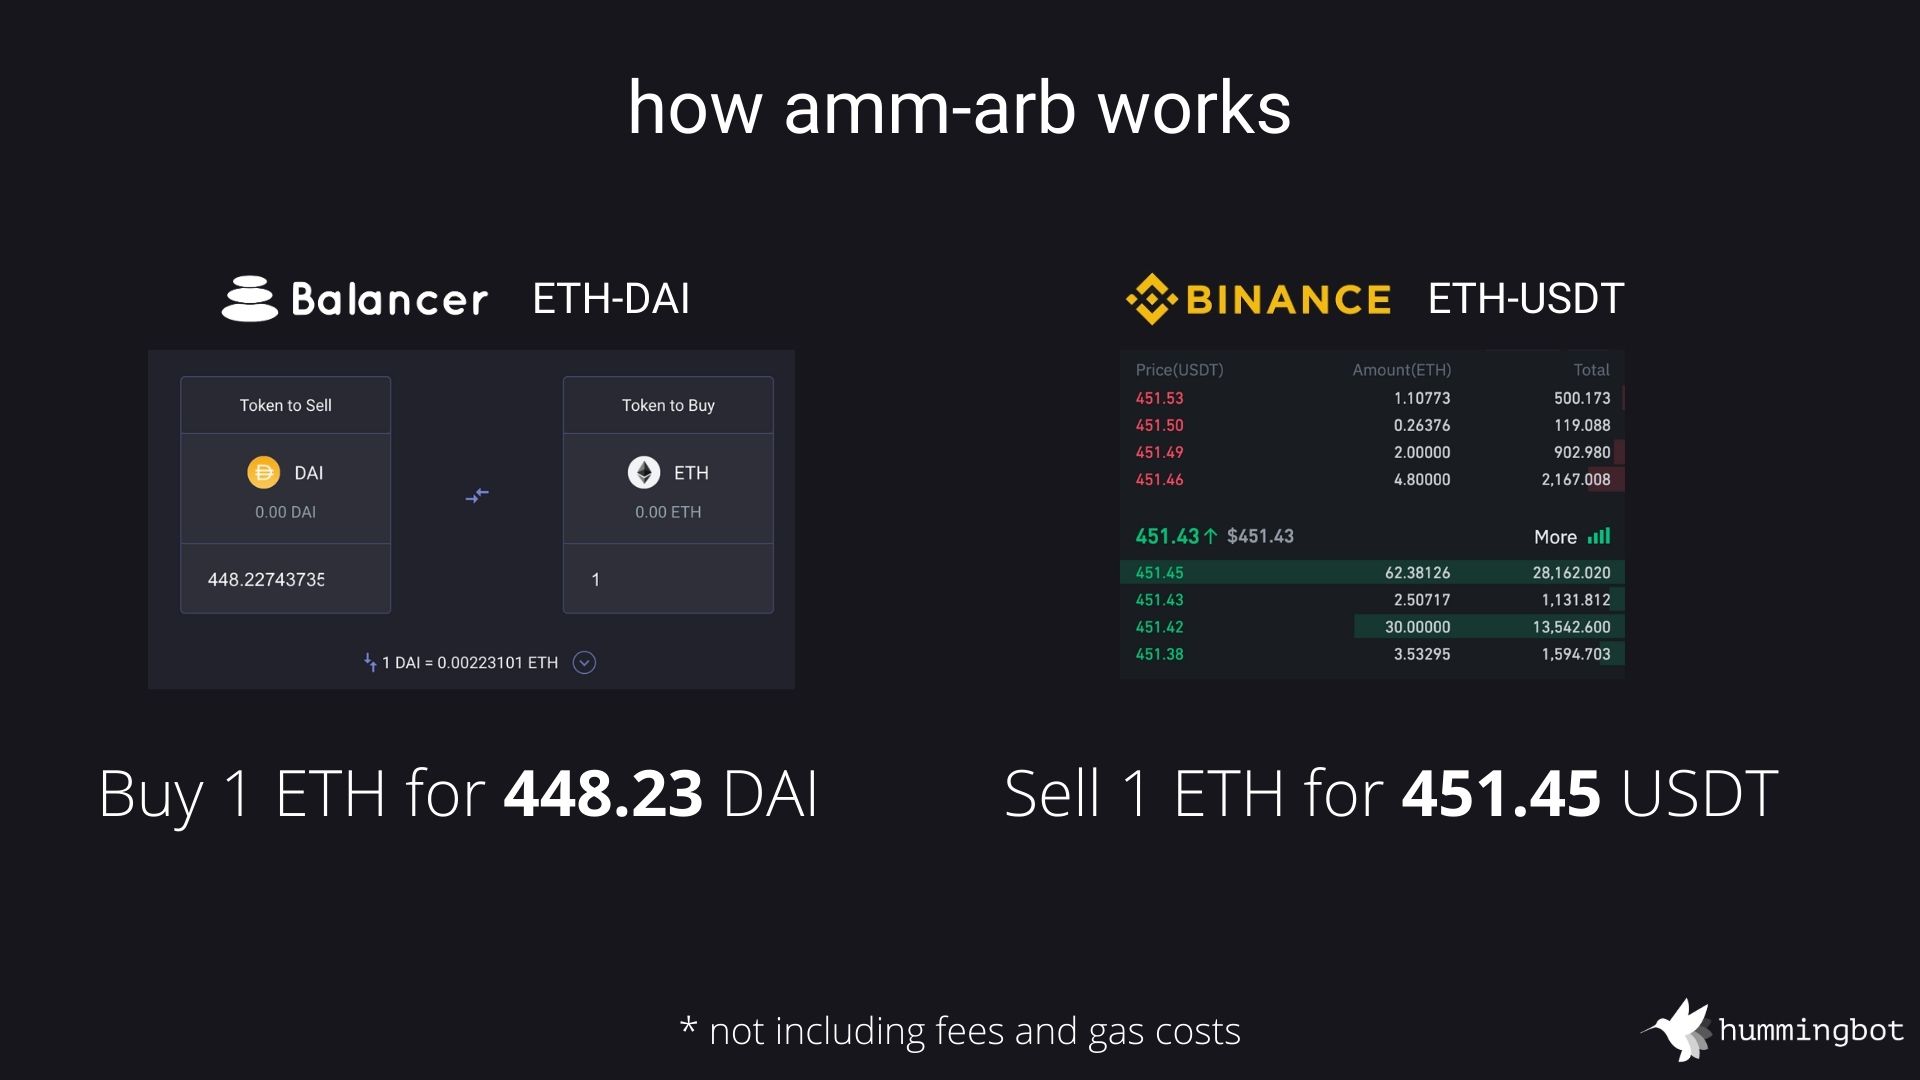 how amm-arb works
Balancer ETH-DAI
Token to Sell
DAI
0.00 DAI
448.22743735
Token to Buy
ETH
0.00 ETH
1
1 DAI = 0.00223101 ETH
Buy 1 ETH for 448.23 DAI
BINANCE ETH-USDT
Price(USDT) Amount(ETH) Total
451.53 1.10773 500.173
451.50 0.26376 119.088
451.49 2.00000 902.980
451.46 4.80000 2,167.008
451.43↑ $451.43 More
451.45 62.38126 28,162.020
451.43 2.50717 1,131.812
451.42 30.00000 13,542.600
451.38 3.53295 1,594.703
Sell 1 ETH for 451.45 USDT
* not including fees and gas costs
hummingbot